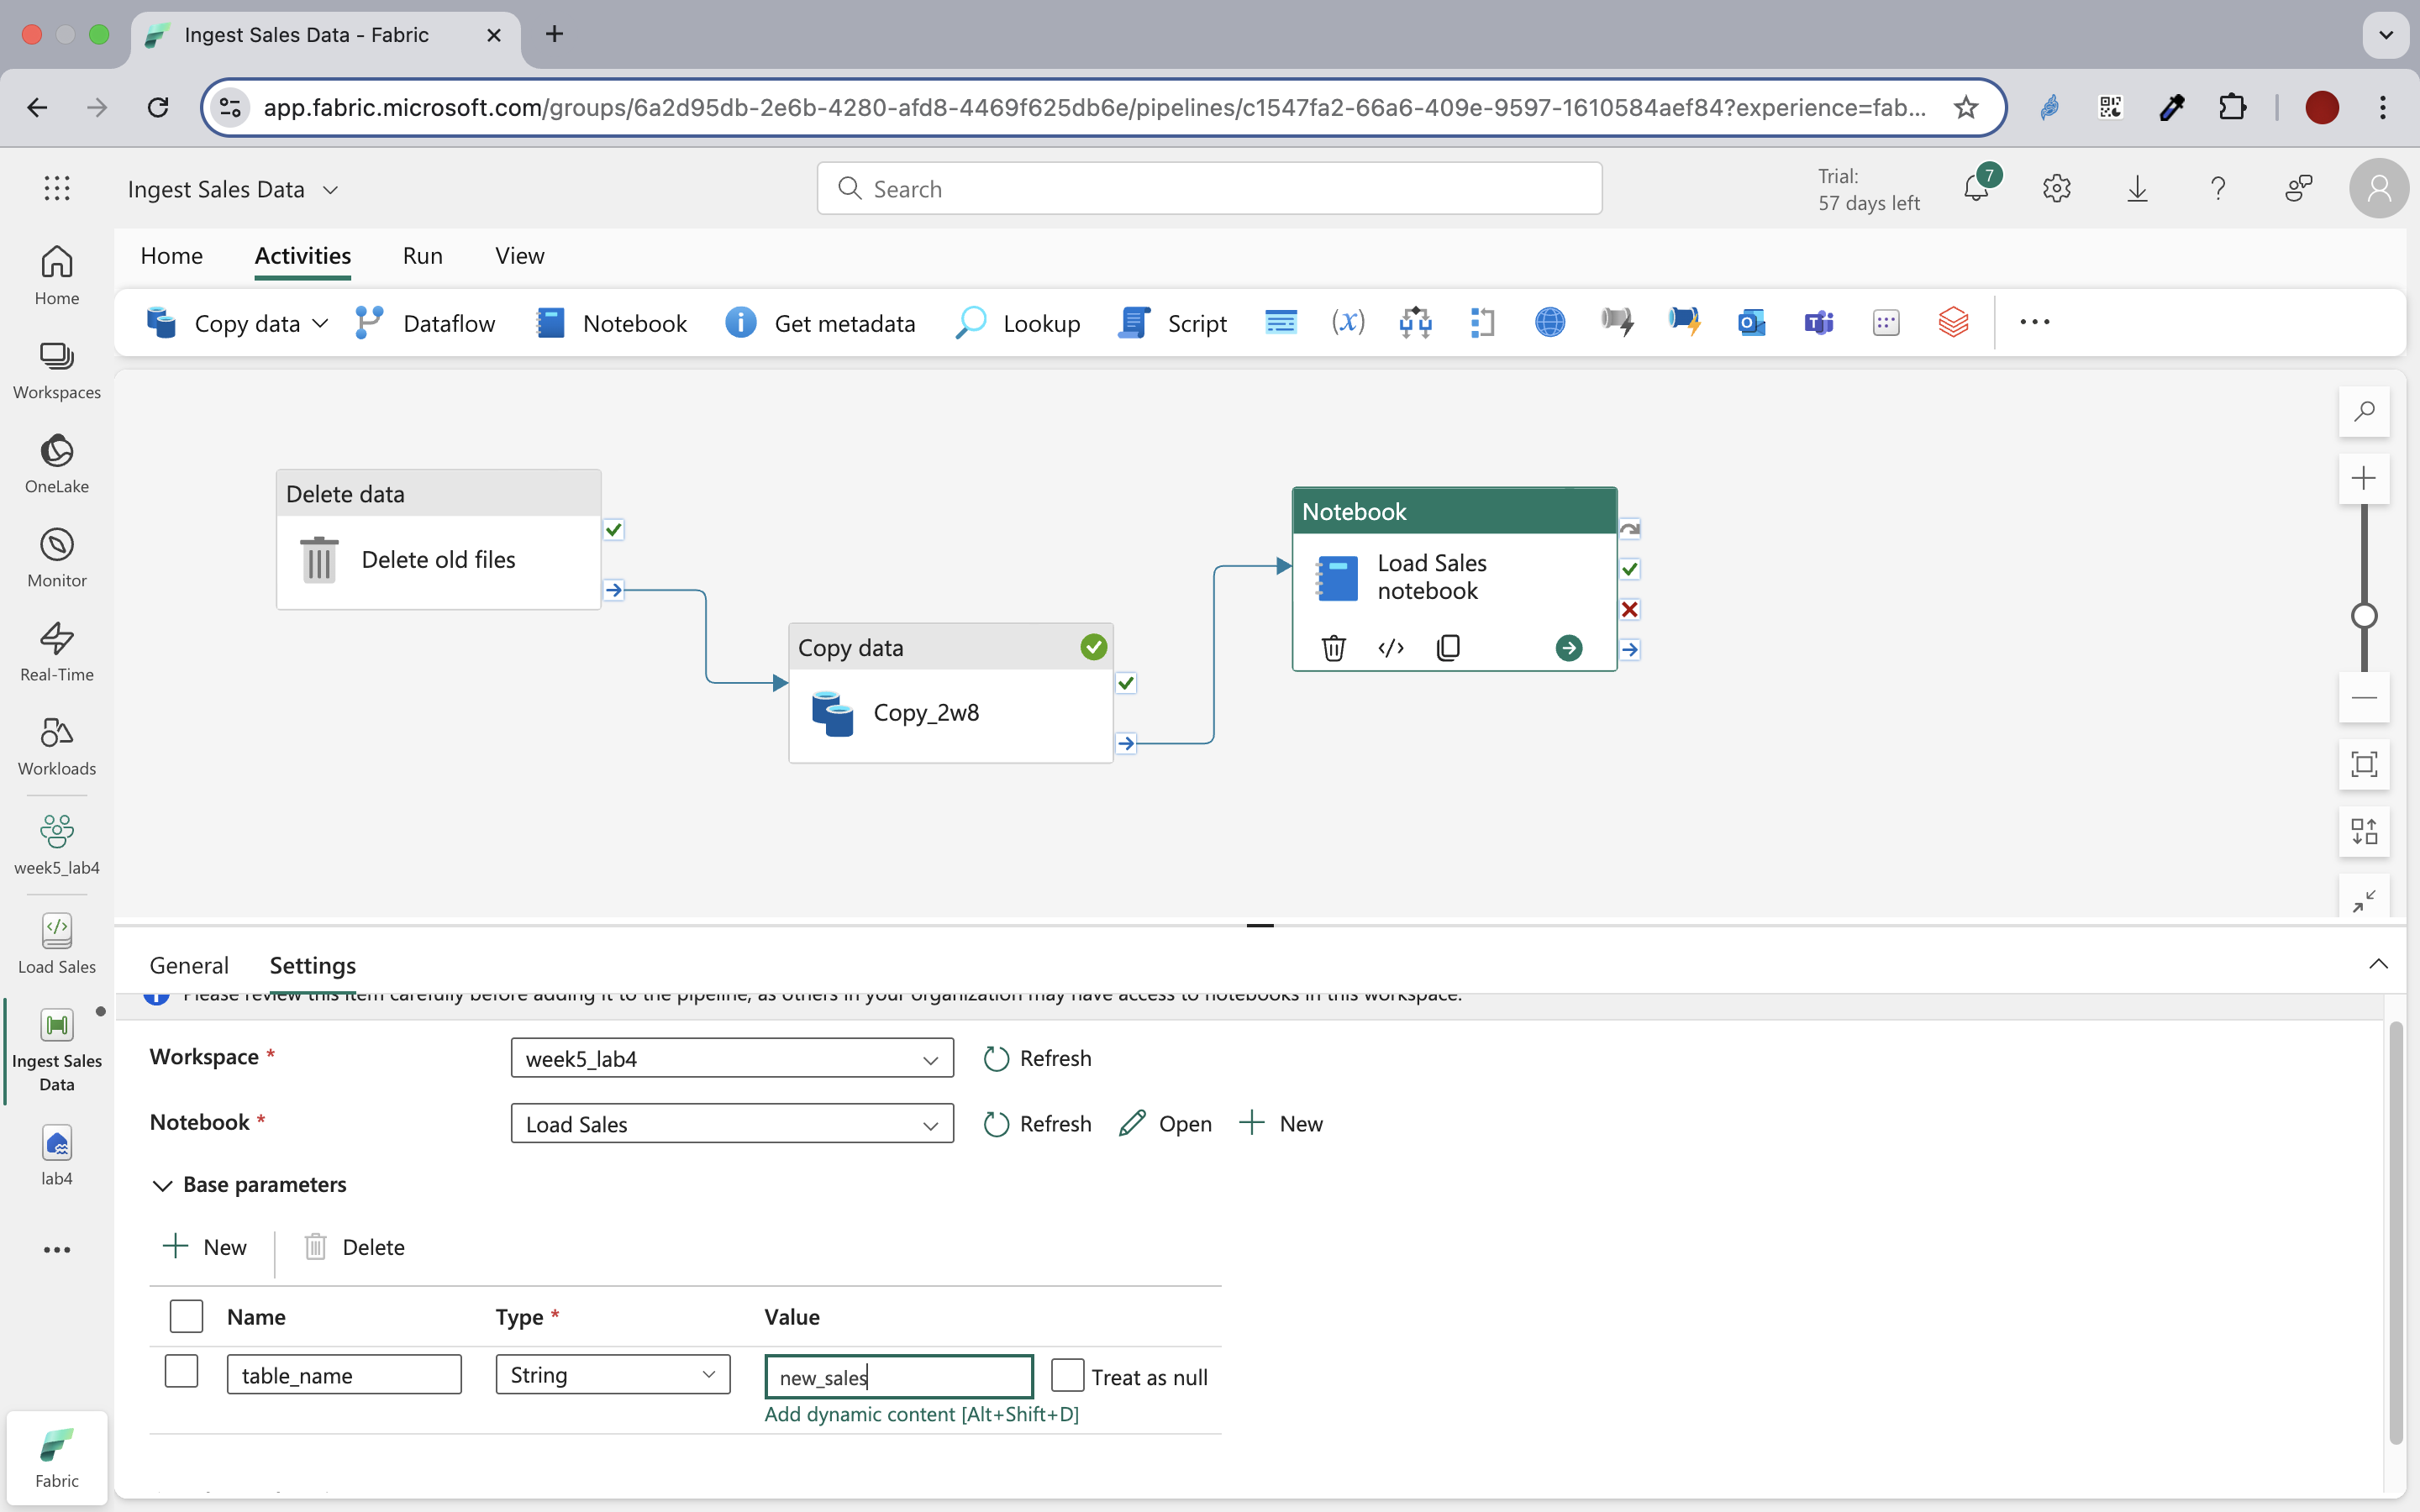 Ingest Sales Data - Fabric
app.fabric.microsoft.com/groups/6a2d95db-2e6b-4280-afd8-4469f625db6e/pipelines/c1547fa2-66a6-409e-9597-1610584aef84?experience=fab...
Ingest Sales Data
Search
Trial:
57 days left
7
Home
Activities
Run
View
Copy data
Dataflow
Notebook
Get metadata
Lookup
Script
Home
Workspaces
OneLake
Monitor
Real-Time
Workloads
week5_lab4
Load Sales
Ingest Sales
Data
lab4
Fabric
Delete data
Delete old files
Copy data
Copy_2w8
Notebook
Load Sales
notebook
General
Settings
Please review this item carefully before adding it to the pipeline, as others in your organization may have access to notebooks in this workspace.
Workspace *
week5_lab4
Refresh
Notebook *
Load Sales
Refresh
Open
New
Base parameters
New
Delete
Name
Type *
Value
table_name
String
new_sales
Treat as null
Add dynamic content [Alt+Shift+D]